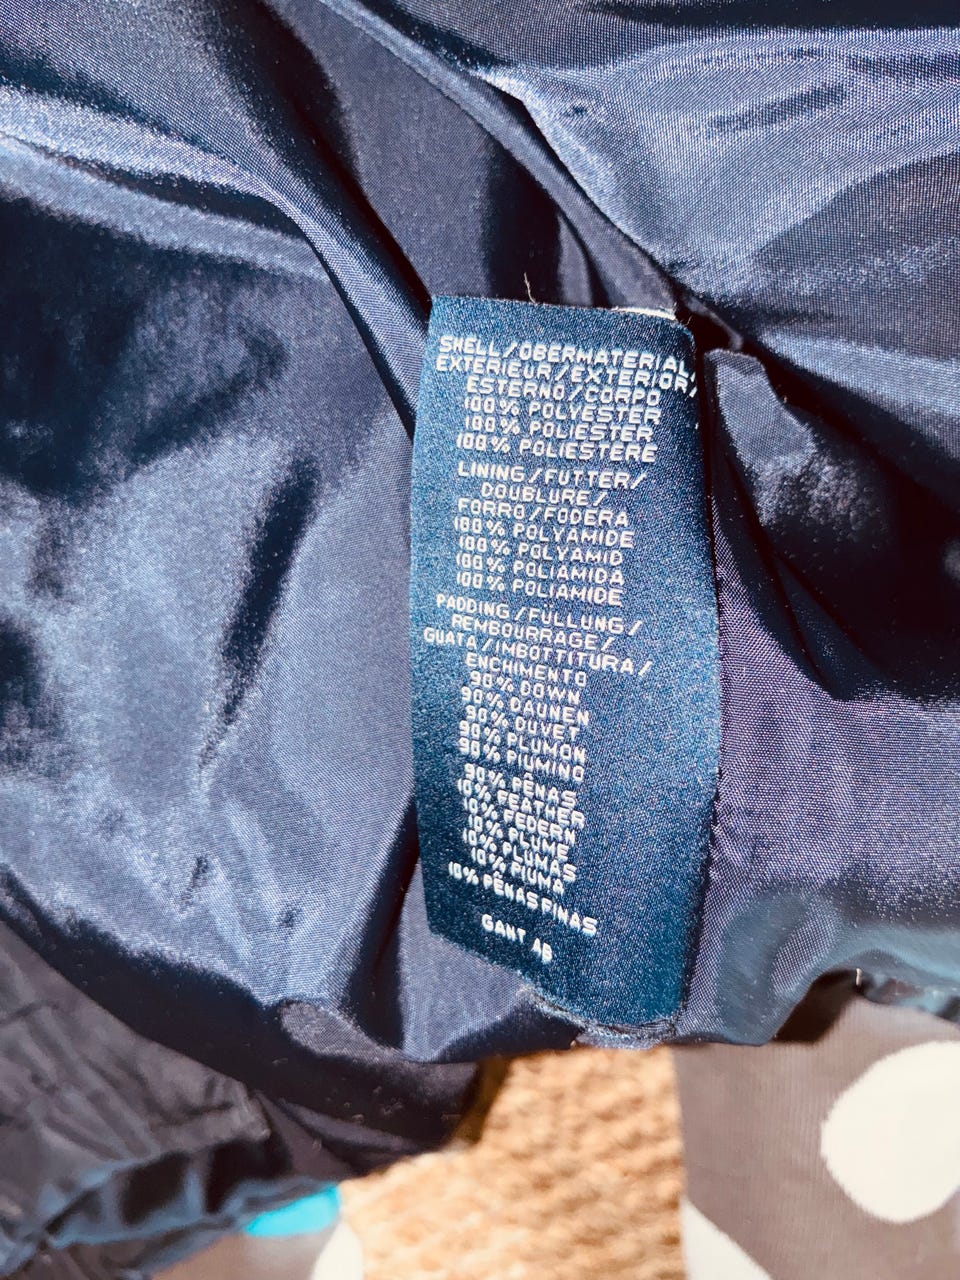 SHELL/OBERMATERIAL/
EXTERIEUR/EXTERIOR/
ESTERNO/CORPO
100% POLYESTER
100% POLIESTER
100% POLIESTERE
LINING/FUTTER/
DOUBLURE/
FORRO/FODERA
100% POLYAMIDE
100% POLYAMID
100% POLIAMIDA
100% POLIAMIDE
PADDING/FULLUNG/
REMBOURRAGE/
GUATA/IMBOTTITURA/
ENCHIMENTO
90% DOWN
90% DAUNEN
90% DUVET
90% PLUMON
90% PIUMINO
90% PÊNAS
10% FEATHER
10% FEDERN
10% PLUME
10% PLUMAS
10% PIUMA
10% PÊNAS FINAS
GANT AB